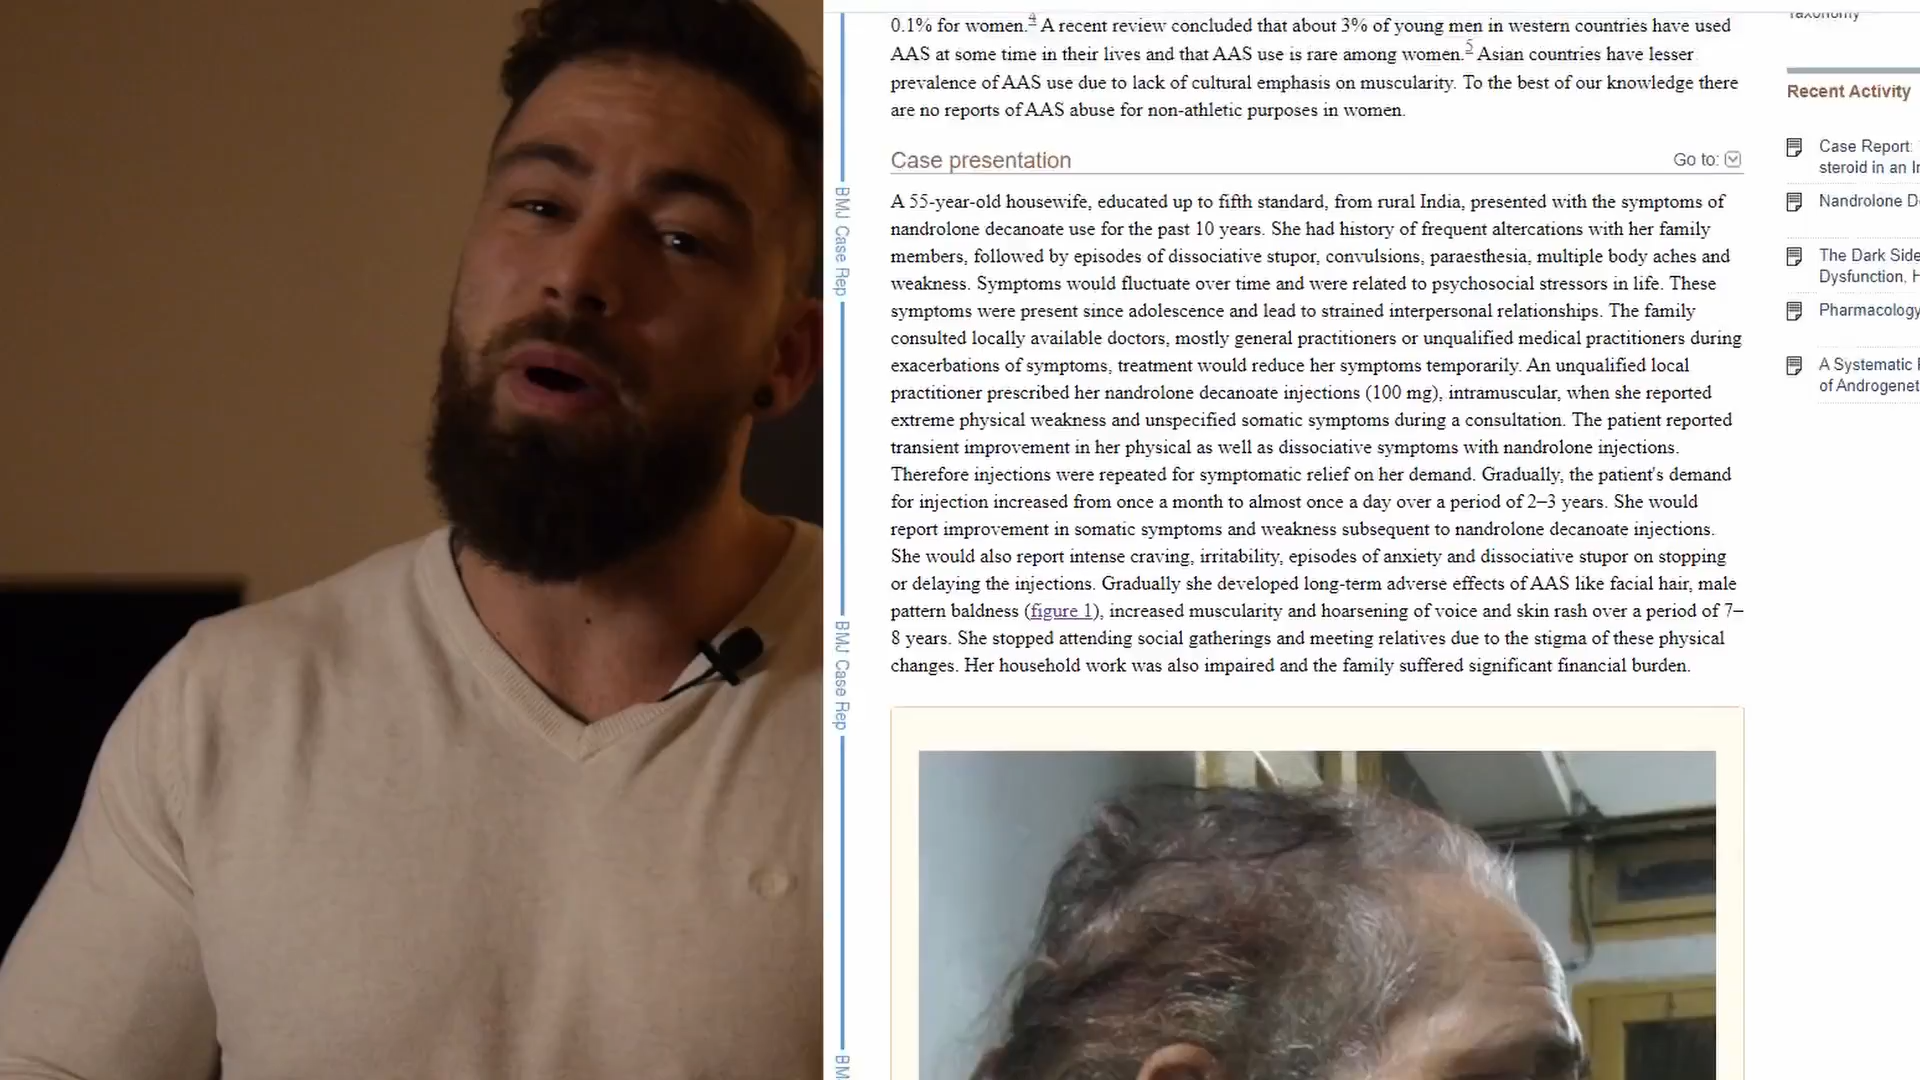 0.1% for women.4 A recent review concluded that about 3% of young men in western countries have used
AAS at some time in their lives and that AAS use is rare among women.5 Asian countries have lesser
prevalence of AAS use due to lack of cultural emphasis on muscularity. To the best of our knowledge there
are no reports of AAS abuse for non-athletic purposes in women.
Case presentation
Go to:
A 55-year-old housewife, educated up to fifth standard, from rural India, presented with the symptoms of
nandrolone decanoate use for the past 10 years. She had history of frequent altercations with her family
members, followed by episodes of dissociative stupor, convulsions, paraesthesia, multiple body aches and
weakness. Symptoms would fluctuate over time and were related to psychosocial stressors in life. These
symptoms were present since adolescence and lead to strained interpersonal relationships. The family
consulted locally available doctors, mostly general practitioners or unqualified medical practitioners during
exacerbations of symptoms, treatment would reduce her symptoms temporarily. An unqualified local
practitioner prescribed her nandrolone decanoate injections (100 mg), intramuscular, when she reported
extreme physical weakness and unspecified somatic symptoms during a consultation. The patient reported
transient improvement in her physical as well as dissociative symptoms with nandrolone injections.
Therefore injections were repeated for symptomatic relief on her demand. Gradually, the patient's demand
for injection increased from once a month to almost once a day over a period of 2–3 years. She would
report improvement in somatic symptoms and weakness subsequent to nandrolone decanoate injections.
She would also report intense craving, irritability, episodes of anxiety and dissociative stupor on stopping
or delaying the injections. Gradually she developed long-term adverse effects of AAS like facial hair, male
pattern baldness (figure 1), increased muscularity and hoarsening of voice and skin rash over a period of 7–
8 years. She stopped attending social gatherings and meeting relatives due to the stigma of these physical
changes. Her household work was also impaired and the family suffered significant financial burden.
BMJ Case Rep
BMJ Case Rep
BM
Taxonomy
Recent Activity
Case Report:
steroid in an I
Nandrolone D
The Dark Side
Dysfunction, H
Pharmacology
A Systematic
of Androgenet